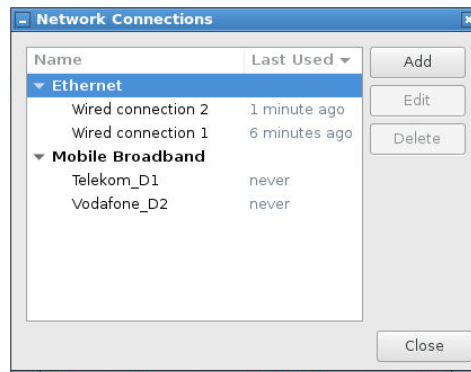 Network Connections
Name Last Used
Add
Ethernet
Edit
Wired connection 2 1 minute ago
Wired connection 1 6 minutes ago
Delete
Mobile Broadband
Telekom_D1 never
Vodafone_D2 never
Close